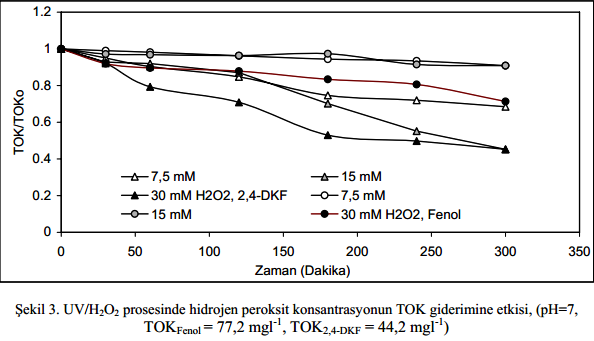 TOK/TOKo
1.2
1
0.8
0.6
0.4
0.2
0
0 50 100 150 200 250 300 350
Zaman (Dakika)
7,5 mM 15 mM
30 mM H2O2, 2,4-DKF 7,5 mM
15 mM 30 mM H2O2, Fenol
Şekil 3. UV/H₂O₂ prosesinde hidrojen peroksit konsantrasyonun TOK giderimine etkisi, (pH=7,
TOK_Fenol = 77,2 mgl⁻¹, TOK_2,4-DKF = 44,2 mgl⁻¹)